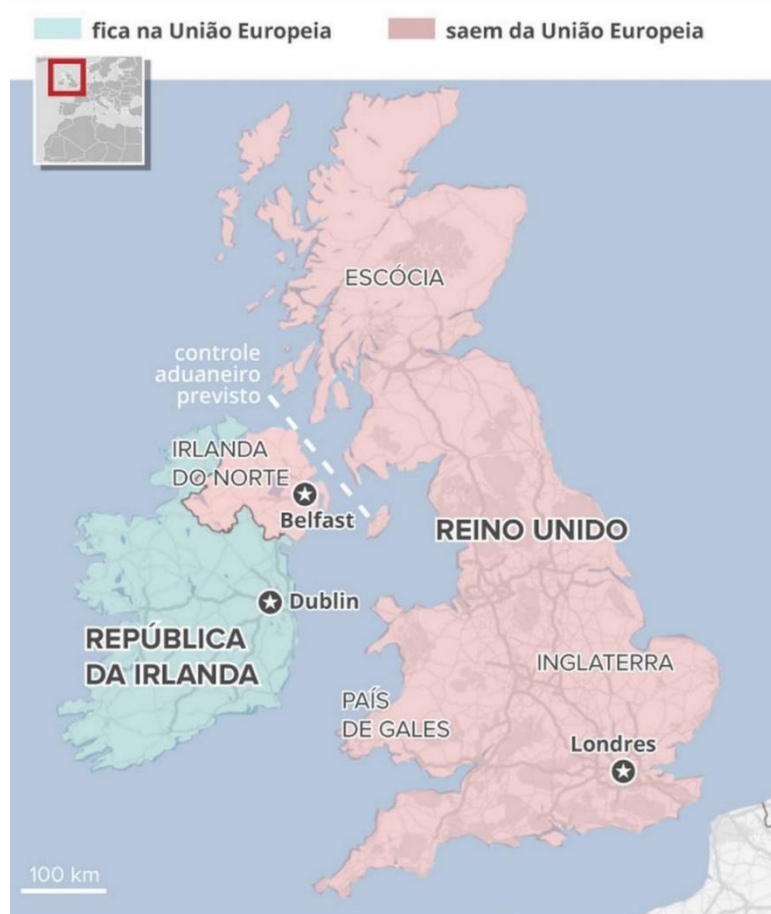 fica na União Europeia
saem da União Europeia
ESCÓCIA
controle
aduaneiro
previsto
IRLANDA
DO NORTE
Belfast
REINO UNIDO
Dublin
REPÚBLICA
DA IRLANDA
INGLATERRA
PAÍS
DE GALES
Londres
100 km